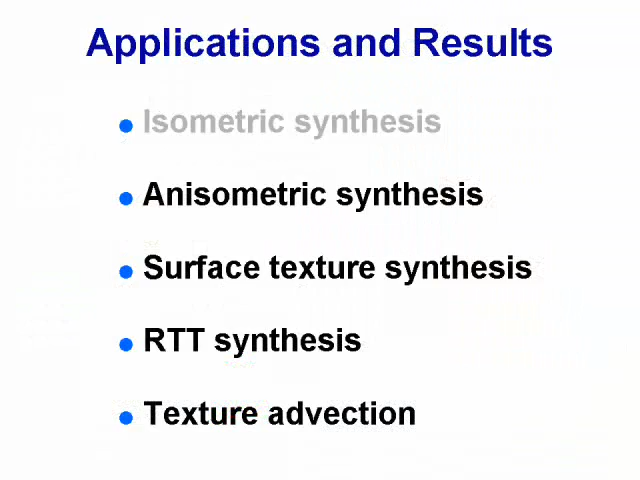 Applications and Results
Isometric synthesis
Anisometric synthesis
Surface texture synthesis
RTT synthesis
Texture advection